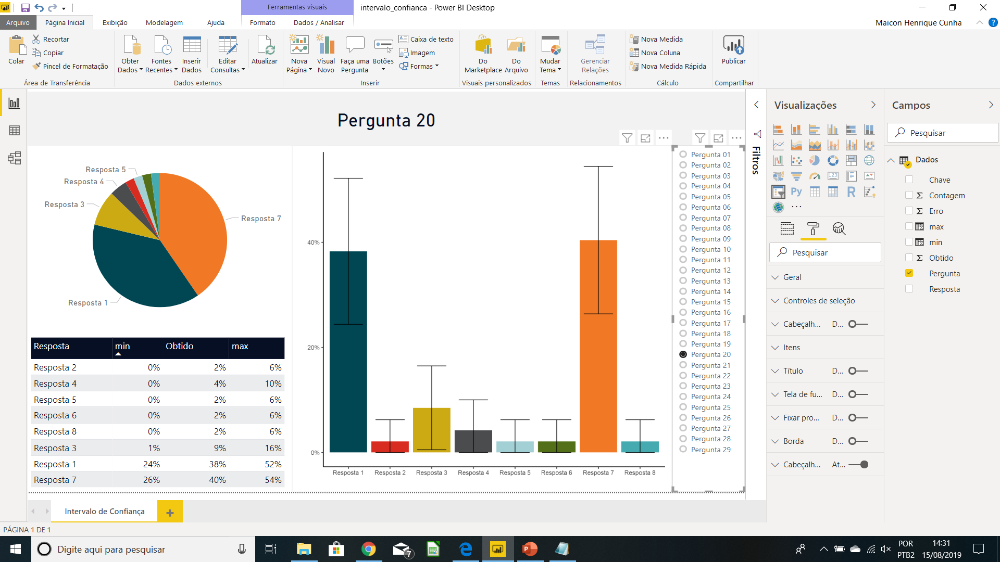 Ferramentas visuais
intervalo_confianca - Power BI Desktop
Arquivo
Página Inicial
Exibição
Modelagem
Ajuda
Formato
Dados / Analisar
Maicon Henrique Cunha
?
Colar
Recortar
Copiar
Pincel de Formatação
Área de Transferência
Obter Dados
Fontes Recentes
Inserir Dados
Editar Consultas
Atualizar
Dados externos
Nova Página
Visual Novo
Faça uma Pergunta
Botões
Caixa de texto
Imagem
Formas
Inserir
Do Marketplace
Do Arquivo
Visuais personalizados
Mudar Tema
Temas
Gerenciar Relações
Relacionamentos
Nova Medida
Nova Coluna
Nova Medida Rápida
Cálculo
Publicar
Compartilhar
Pergunta 20
Resposta 5
Resposta 4
Resposta 3
Resposta 7
Resposta 1
Resposta min Obtido max
Resposta 2 0% 2% 6%
Resposta 4 0% 4% 10%
Resposta 5 0% 2% 6%
Resposta 6 0% 2% 6%
Resposta 8 0% 2% 6%
Resposta 3 1% 9% 16%
Resposta 1 24% 38% 52%
Resposta 7 26% 40% 54%
40%
20%
0%
Resposta 1 Resposta 2 Resposta 3 Resposta 4 Resposta 5 Resposta 6 Resposta 7 Resposta 8
Pergunta 01
Pergunta 02
Pergunta 03
Pergunta 04
Pergunta 05
Pergunta 06
Pergunta 07
Pergunta 08
Pergunta 09
Pergunta 10
Pergunta 11
Pergunta 12
Pergunta 13
Pergunta 14
Pergunta 15
Pergunta 16
Pergunta 17
Pergunta 18
Pergunta 19
Pergunta 20
Pergunta 21
Pergunta 22
Pergunta 23
Pergunta 24
Pergunta 25
Pergunta 26
Pergunta 27
Pergunta 28
Pergunta 29
Filtros
Visualizações
123
Py
R
Pesquisar
Geral
Controles de seleção
Cabeçalh... D...
Itens
Título D...
Tela de fu... D...
Fixar pro... D...
Borda D...
Cabeçalh... At...
Campos
Pesquisar
Dados
Chave
Contagem
Erro
max
min
Obtido
Pergunta
Resposta
Intervalo de Confiança
PÁGINA 1 DE 1
Digite aqui para pesquisar
7
POR
PTB2
14:31
15/08/2019